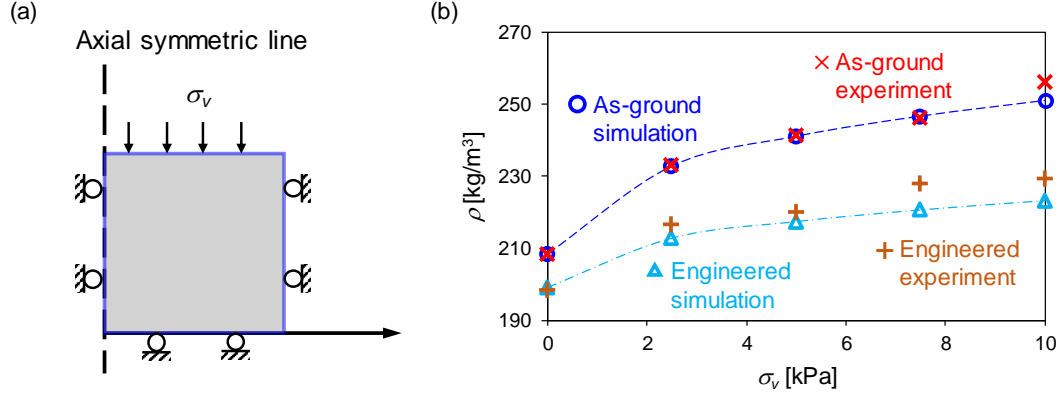 (a)
Axial symmetric line
σv
(b)
ρ [kg/m³]
270
250
230
210
190
0
2
4
6
8
10
σv [kPa]
As-ground
simulation
As-ground
experiment
Engineered
simulation
Engineered
experiment